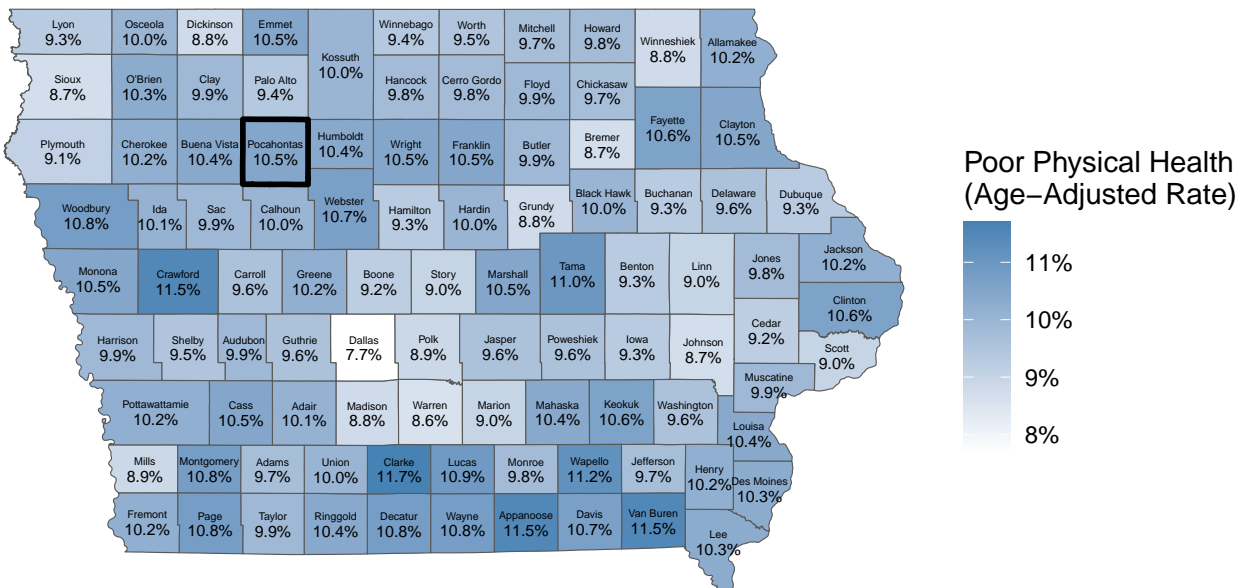 Lyon
9.3%
Osceola
10.0%
Dickinson
8.8%
Emmet
10.5%
Kossuth
10.0%
Winnebago
9.4%
Worth
9.5%
Mitchell
9.7%
Howard
9.8%
Winneshiek
8.8%
Allamakee
10.2%
Sioux
8.7%
O'Brien
10.3%
Clay
9.9%
Palo Alto
9.4%
Hancock
9.8%
Cerro Gordo
9.8%
Floyd
9.9%
Chickasaw
9.7%
Fayette
10.6%
Clayton
10.5%
Plymouth
9.1%
Cherokee
10.2%
Buena Vista
10.4%
Pocahontas
10.5%
Humboldt
10.4%
Wright
10.5%
Franklin
10.5%
Butler
9.9%
Bremer
8.7%
Woodbury
10.8%
Ida
10.1%
Sac
9.9%
Calhoun
10.0%
Webster
10.7%
Hamilton
9.3%
Hardin
10.0%
Grundy
8.8%
Black Hawk
10.0%
Buchanan
9.3%
Delaware
9.6%
Dubuque
9.3%
Monona
10.5%
Crawford
11.5%
Carroll
9.6%
Greene
10.2%
Boone
9.2%
Story
9.0%
Marshall
10.5%
Tama
11.0%
Benton
9.3%
Linn
9.0%
Jones
9.8%
Jackson
10.2%
Clinton
10.6%
Harrison
9.9%
Shelby
9.5%
Audubon
9.9%
Guthrie
9.6%
Dallas
7.7%
Polk
8.9%
Jasper
9.6%
Poweshiek
9.6%
Iowa
9.3%
Johnson
8.7%
Cedar
9.2%
Scott
9.0%
Muscatine
9.9%
Pottawattamie
10.2%
Cass
10.5%
Adair
10.1%
Madison
8.8%
Warren
8.6%
Marion
9.0%
Mahaska
10.4%
Keokuk
10.6%
Washington
9.6%
Louisa
10.4%
Mills
8.9%
Montgomery
10.8%
Adams
9.7%
Union
10.0%
Clarke
11.7%
Lucas
10.9%
Monroe
9.8%
Wapello
11.2%
Jefferson
9.7%
Henry
10.2%
Des Moines
10.3%
Fremont
10.2%
Page
10.8%
Taylor
9.9%
Ringgold
10.4%
Decatur
10.8%
Wayne
10.8%
Appanoose
11.5%
Davis
10.7%
Van Buren
11.5%
Lee
10.3%
Poor Physical Health
(Age−Adjusted Rate)
11%
10%
9%
8%